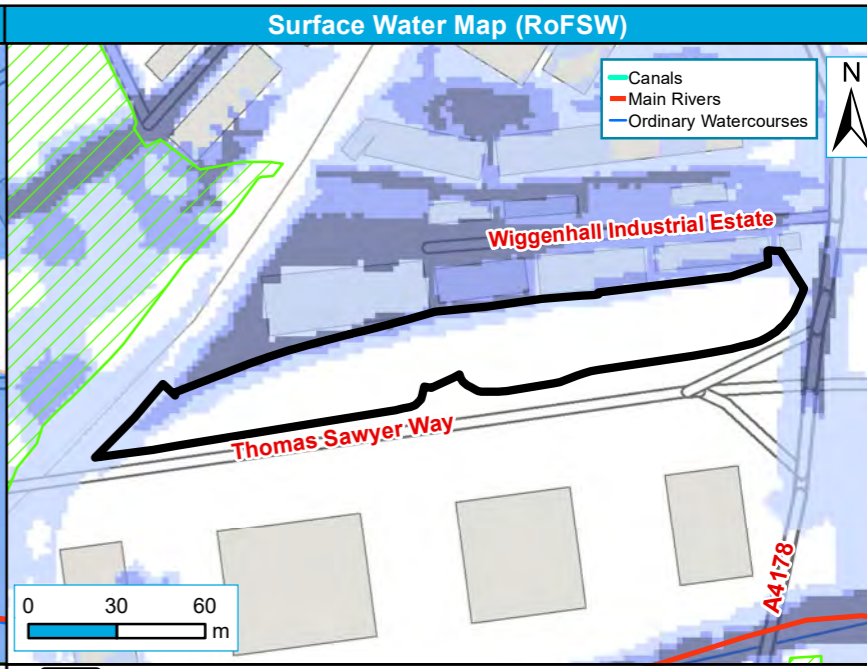 Surface Water Map (RoFSW)
Canals
Main Rivers
Ordinary Watercourses
N
Wiggenhall Industrial Estate
Thomas Sawyer Way
A4178
0 30 60
m